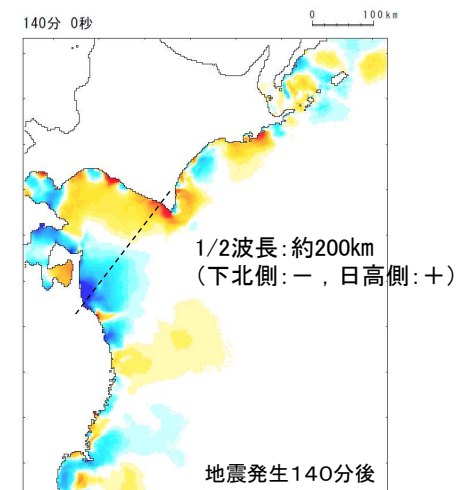 140分 0秒
0 100km
1/2波長:約200km
(下北側:－,日高側:＋)
地震発生140分後